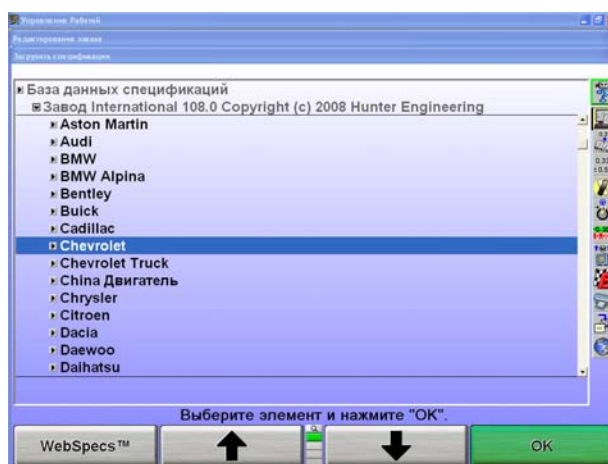 Управление Работой
Редактирование заказа
Загрузить спецификации
База данных спецификаций
Завод International 108.0 Copyright (c) 2008 Hunter Engineering
Aston Martin
Audi
BMW
BMW Alpina
Bentley
Buick
Cadillac
Chevrolet
Chevrolet Truck
China Двигатель
Chrysler
Citroen
Dacia
Daewoo
Daihatsu
Выберите элемент и нажмите "OK".
WebSpecs™
OK